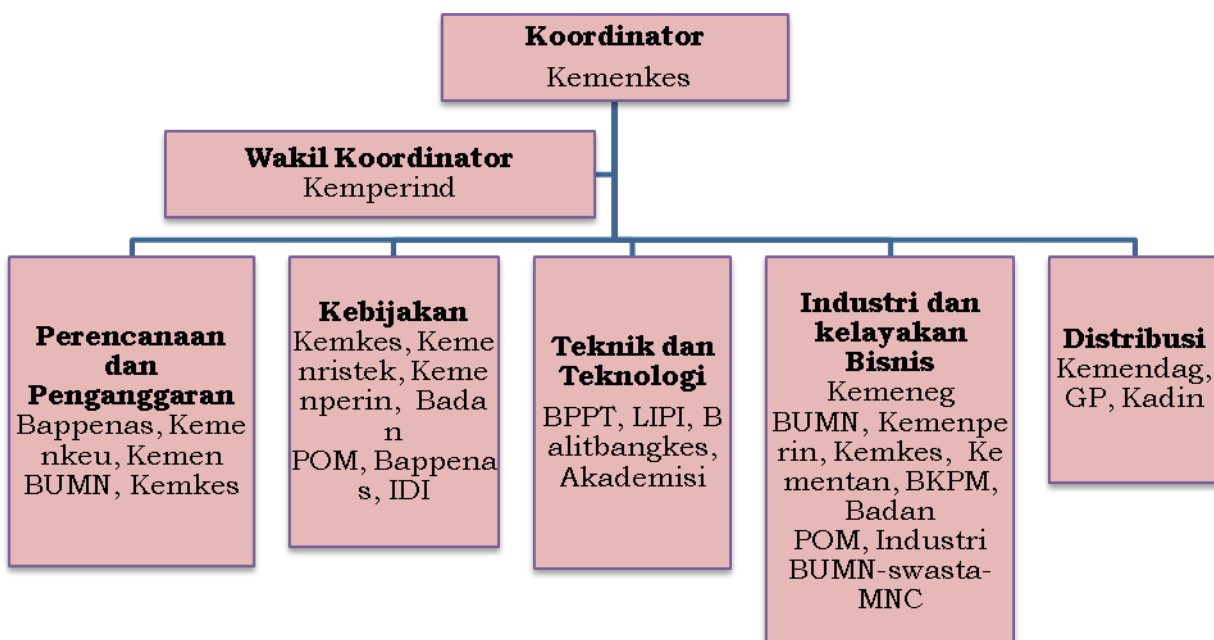 Koordinator
Kemenkes
Wakil Koordinator
Kemperind
Perencanaan
dan
Penganggaran
Bappenas, Keme
nkeu, Kemen
BUMN, Kemkes
Kebijakan
Kemkes, Keme
nristek, Keme
nperin, Bada
n
POM, Bappena
s, IDI
Teknik dan
Teknologi
BPPT, LIPI, B
alitbangkes,
Akademisi
Industri dan
kelayakan
Bisnis
Kemeneg
BUMN, Kemenpe
rin, Kemkes, Ke
mentan, BKPM,
Badan
POM, Industri
BUMN-swasta-
MNC
Distribusi
Kemendag,
GP, Kadin